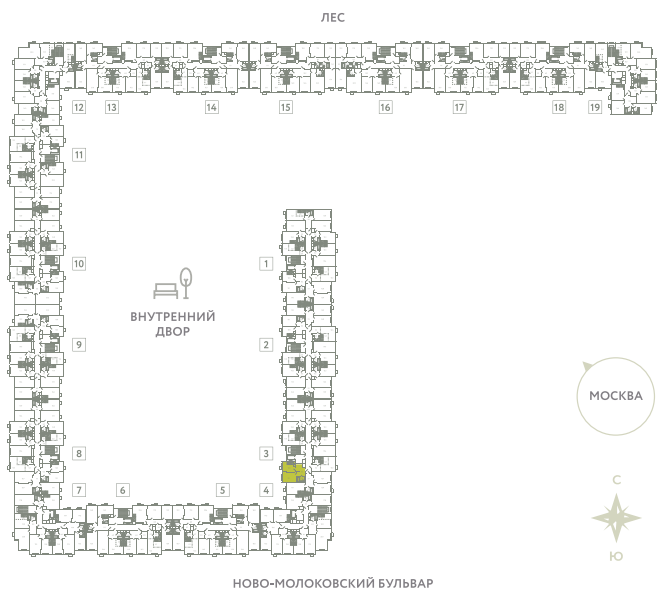 ЛЕС
12 13 14 15 16 17 18 19
11
10 1
ВНУТРЕННИЙ
ДВОР
9 2
МОСКВА
8 3
7 6 5 4
С
Ю
НОВО-МОЛОКОВСКИЙ БУЛЬВАР